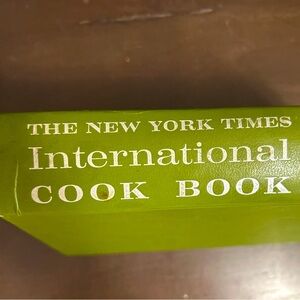 THE NEW YORK TIMES
International
COOK BOOK